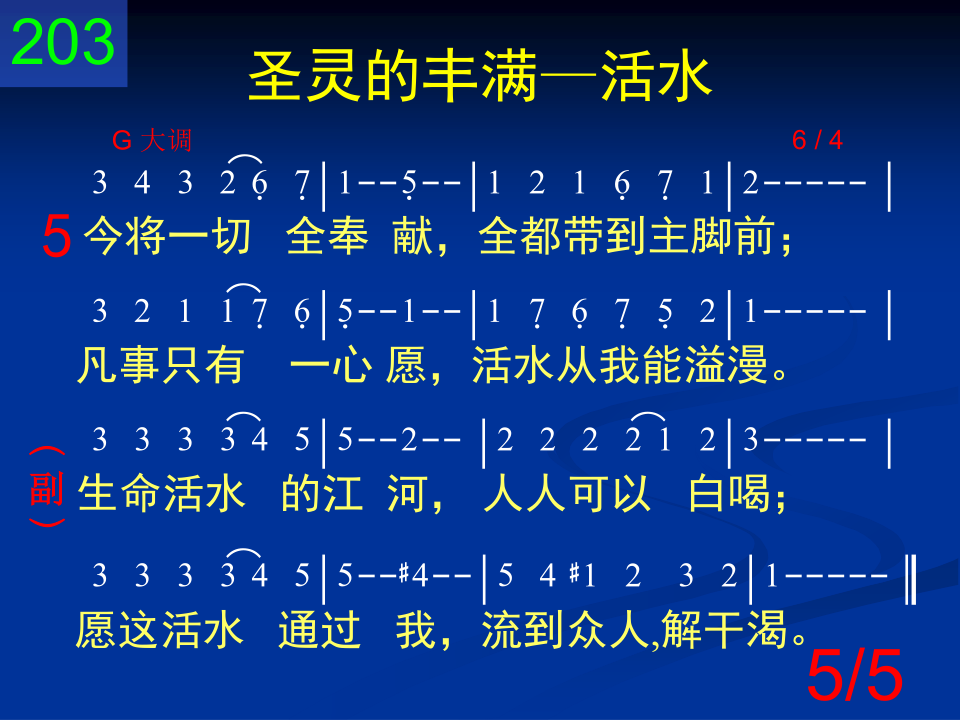 203
圣灵的丰满—活水
G 大调 6 / 4
3 4 3 2 6̣ 7̣ | 1 - - 5̣ - - | 1 2 1 6̣ 7̣ 1 | 2 - - - - - |
5 今将一切 全奉 献，全都带到主脚前；
3 2 1 1 7̣ 6̣ | 5̣ - - 1 - - | 1 7̣ 6̣ 7̣ 5̣ 2 | 1 - - - - - |
凡事只有 一心 愿，活水从我能溢漫。
3 3 3 3 4 5 | 5 - - 2 - - | 2 2 2 2 1 2 | 3 - - - - - |
（副） 生命活水 的江 河， 人人可以 白喝；
3 3 3 3 4 5 | 5 - - #4 - - | 5 4 #1 2 3 2 | 1 - - - - - ‖
愿这活水 通过 我，流到众人,解干渴。
5/5